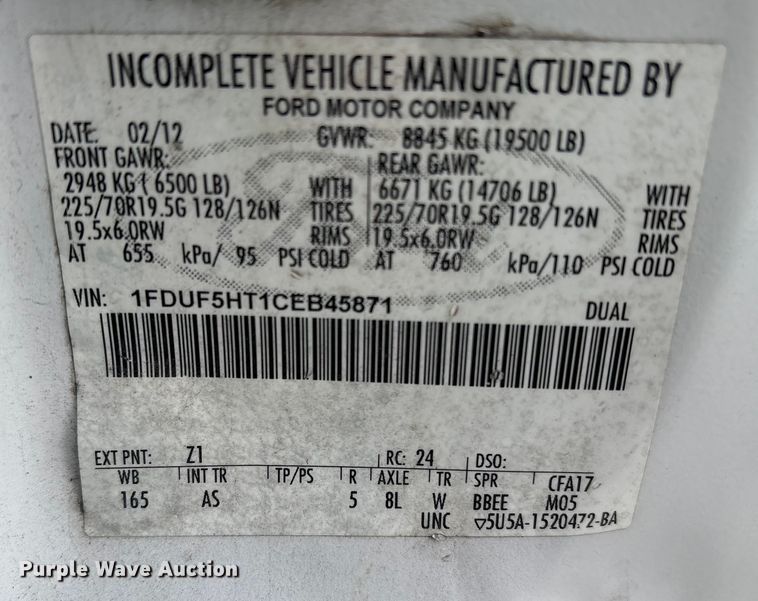 INCOMPLETE VEHICLE MANUFACTURED BY
FORD MOTOR COMPANY
DATE: 02/12 GVWR: 8845 KG (19500 LB)
FRONT GAWR: REAR GAWR:
2948 KG ( 6500 LB) WITH 6671 KG (14706 LB) WITH
225/70R19.5G 128/126N TIRES 225/70R19.5G 128/126N TIRES
19.5x6.0RW RIMS 19.5x6.0RW RIMS
AT 655 kPa/ 95 PSI COLD AT 760 kPa/110 PSI COLD
VIN: 1FDUF5HT1CEB45871 DUAL
EXT PNT: Z1 RC: 24 DSO:
WB INT TR TP/PS R AXLE TR SPR CFA17
165 AS 5 8L W BBEE M05
UNC ▽5U5A-1520472-BA
Purple Wave Auction